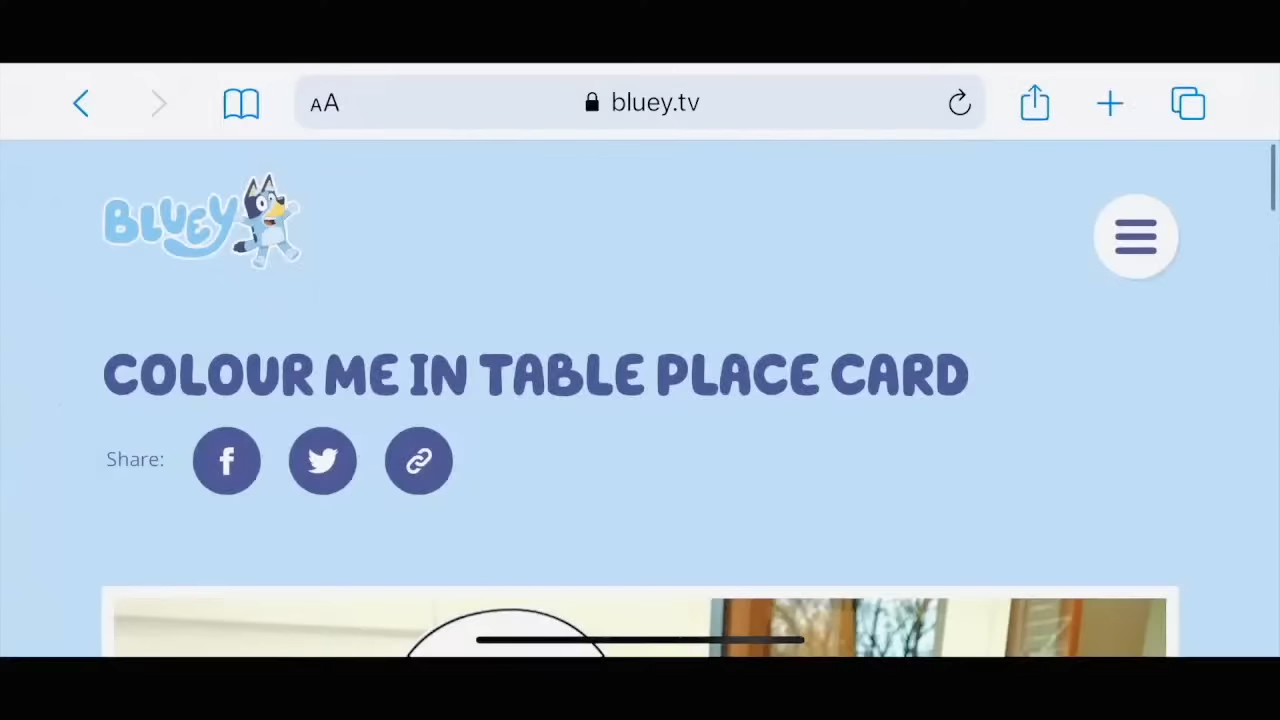 AA
bluey.tv
BLUEY
COLOUR ME IN TABLE PLACE CARD
Share: